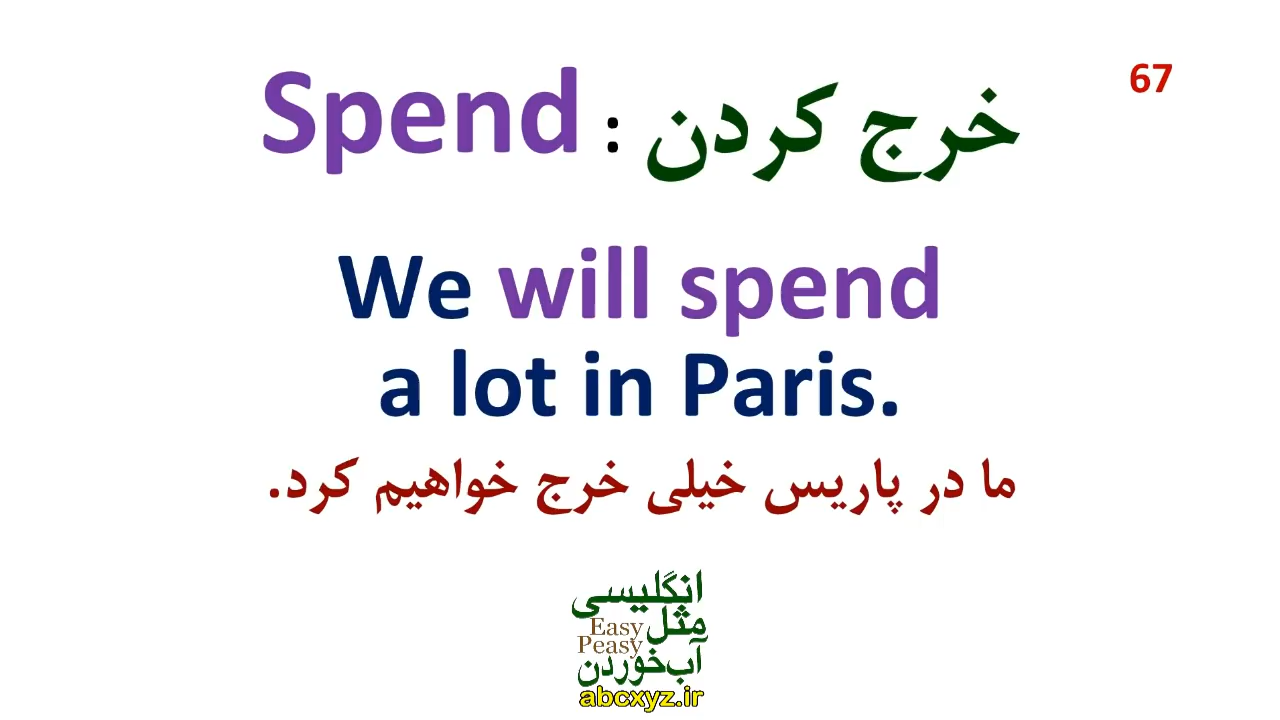 67
Spend : خرج کردن
We will spend
a lot in Paris.
ما در پاریس خیلی خرج خواهیم کرد.
انگلیسی
مثل Easy
Peasy
آب‌خوردن
abcxyz.ir